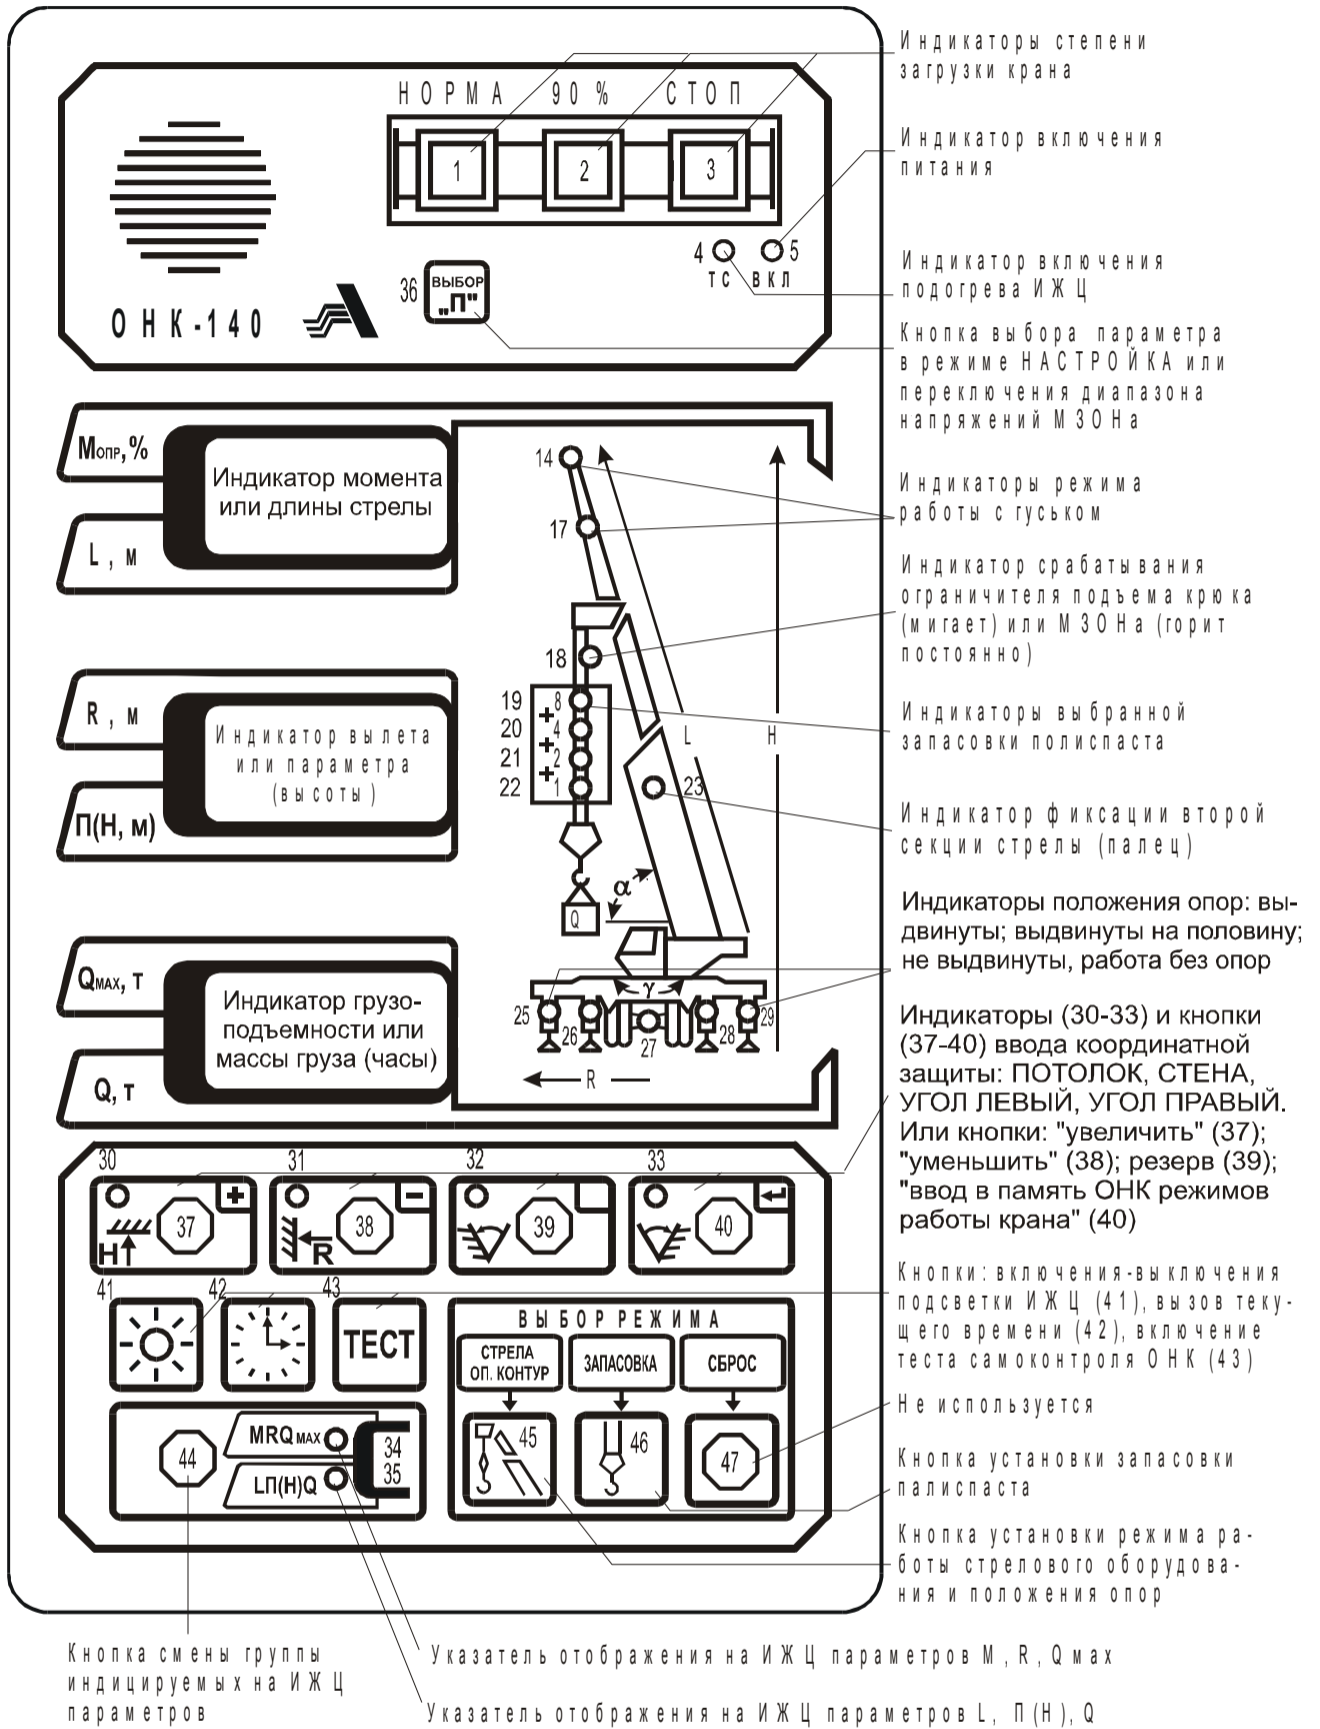 Индикаторы степени
загрузки крана
НОРМА 90 % СТОП
1 2 3
Индикатор включения
питания
4 5
ТС ВКЛ
Индикатор включения
подогрева ИЖЦ
36
ВЫБОР
„П"
ОНК-140
Кнопка выбора параметра
в режиме НАСТРОЙКА или
переключения диапазона
напряжений МЗОНа
МОПР,%
L, м
Индикатор момента
или длины стрелы
14
17
Индикаторы режима
работы с гуськом
18
Индикатор срабатывания
ограничителя подъема крюка
(мигает) или МЗОНа (горит
постоянно)
R, м
П(Н, м)
Индикатор вылета
или параметра
(высоты)
19 8
+
20 4
+
21 2
+
22 1
L H
23
α
Q
Индикаторы выбранной
запасовки полиспаста
Индикатор фиксации второй
секции стрелы (палец)
Индикаторы положения опор: вы-
двинуты; выдвинуты на половину;
не выдвинуты, работа без опор
QМАХ, т
Q, т
Индикатор грузо-
подъемности или
массы груза (часы)
γ
25 26 27 28 29
R
Индикаторы (30-33) и кнопки
(37-40) ввода координатной
защиты: ПОТОЛОК, СТЕНА,
УГОЛ ЛЕВЫЙ, УГОЛ ПРАВЫЙ.
Или кнопки: "увеличить" (37);
"уменьшить" (38); резерв (39);
"ввод в память ОНК режимов
работы крана" (40)
30 31 32 33
+ −
37 38 39 40
H R
41 42 43
ТЕСТ
Кнопки: включения-выключения
подсветки ИЖЦ (41), вызов теку-
щего времени (42), включение
теста самоконтроля ОНК (43)
ВЫБОР РЕЖИМА
СТРЕЛА
ОП. КОНТУР
ЗАПАСОВКА
СБРОС
45 46 47
44
MRQMAX
LП(Н)Q
34
35
Не используется
Кнопка установки запасовки
палиспаста
Кнопка установки режима ра-
боты стрелового оборудова-
ния и положения опор
Кнопка смены группы
индицируемых на ИЖЦ
параметров
Указатель отображения на ИЖЦ параметров М, R, Qмах
Указатель отображения на ИЖЦ параметров L, П(Н), Q